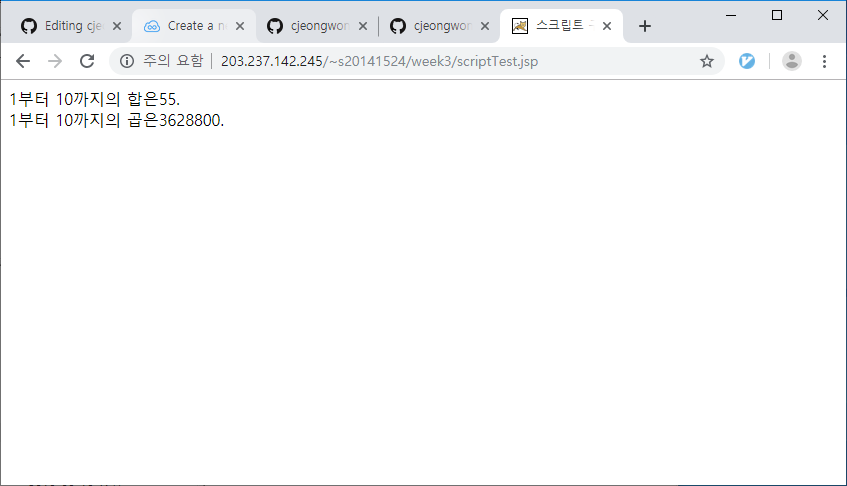 Editing cje
Create a ne
cjeongwon
cjeongwon
스크립트 구
주의 요함
203.237.142.245/~s20141524/week3/scriptTest.jsp
1부터 10까지의 합은55.
1부터 10까지의 곱은3628800.